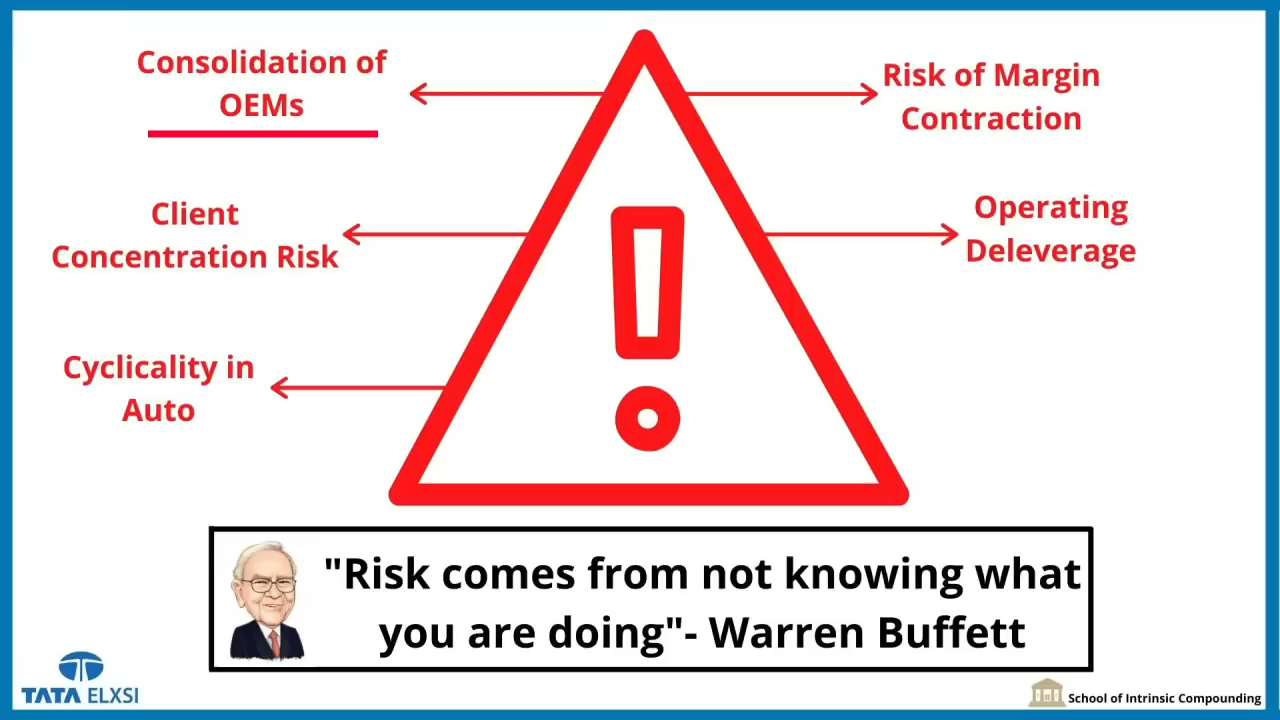 Consolidation of
OEMs
Risk of Margin
Contraction
Client
Concentration Risk
Operating
Deleverage
Cyclicality in
Auto
"Risk comes from not knowing what
you are doing"- Warren Buffett
TATA ELXSI
School of Intrinsic Compounding